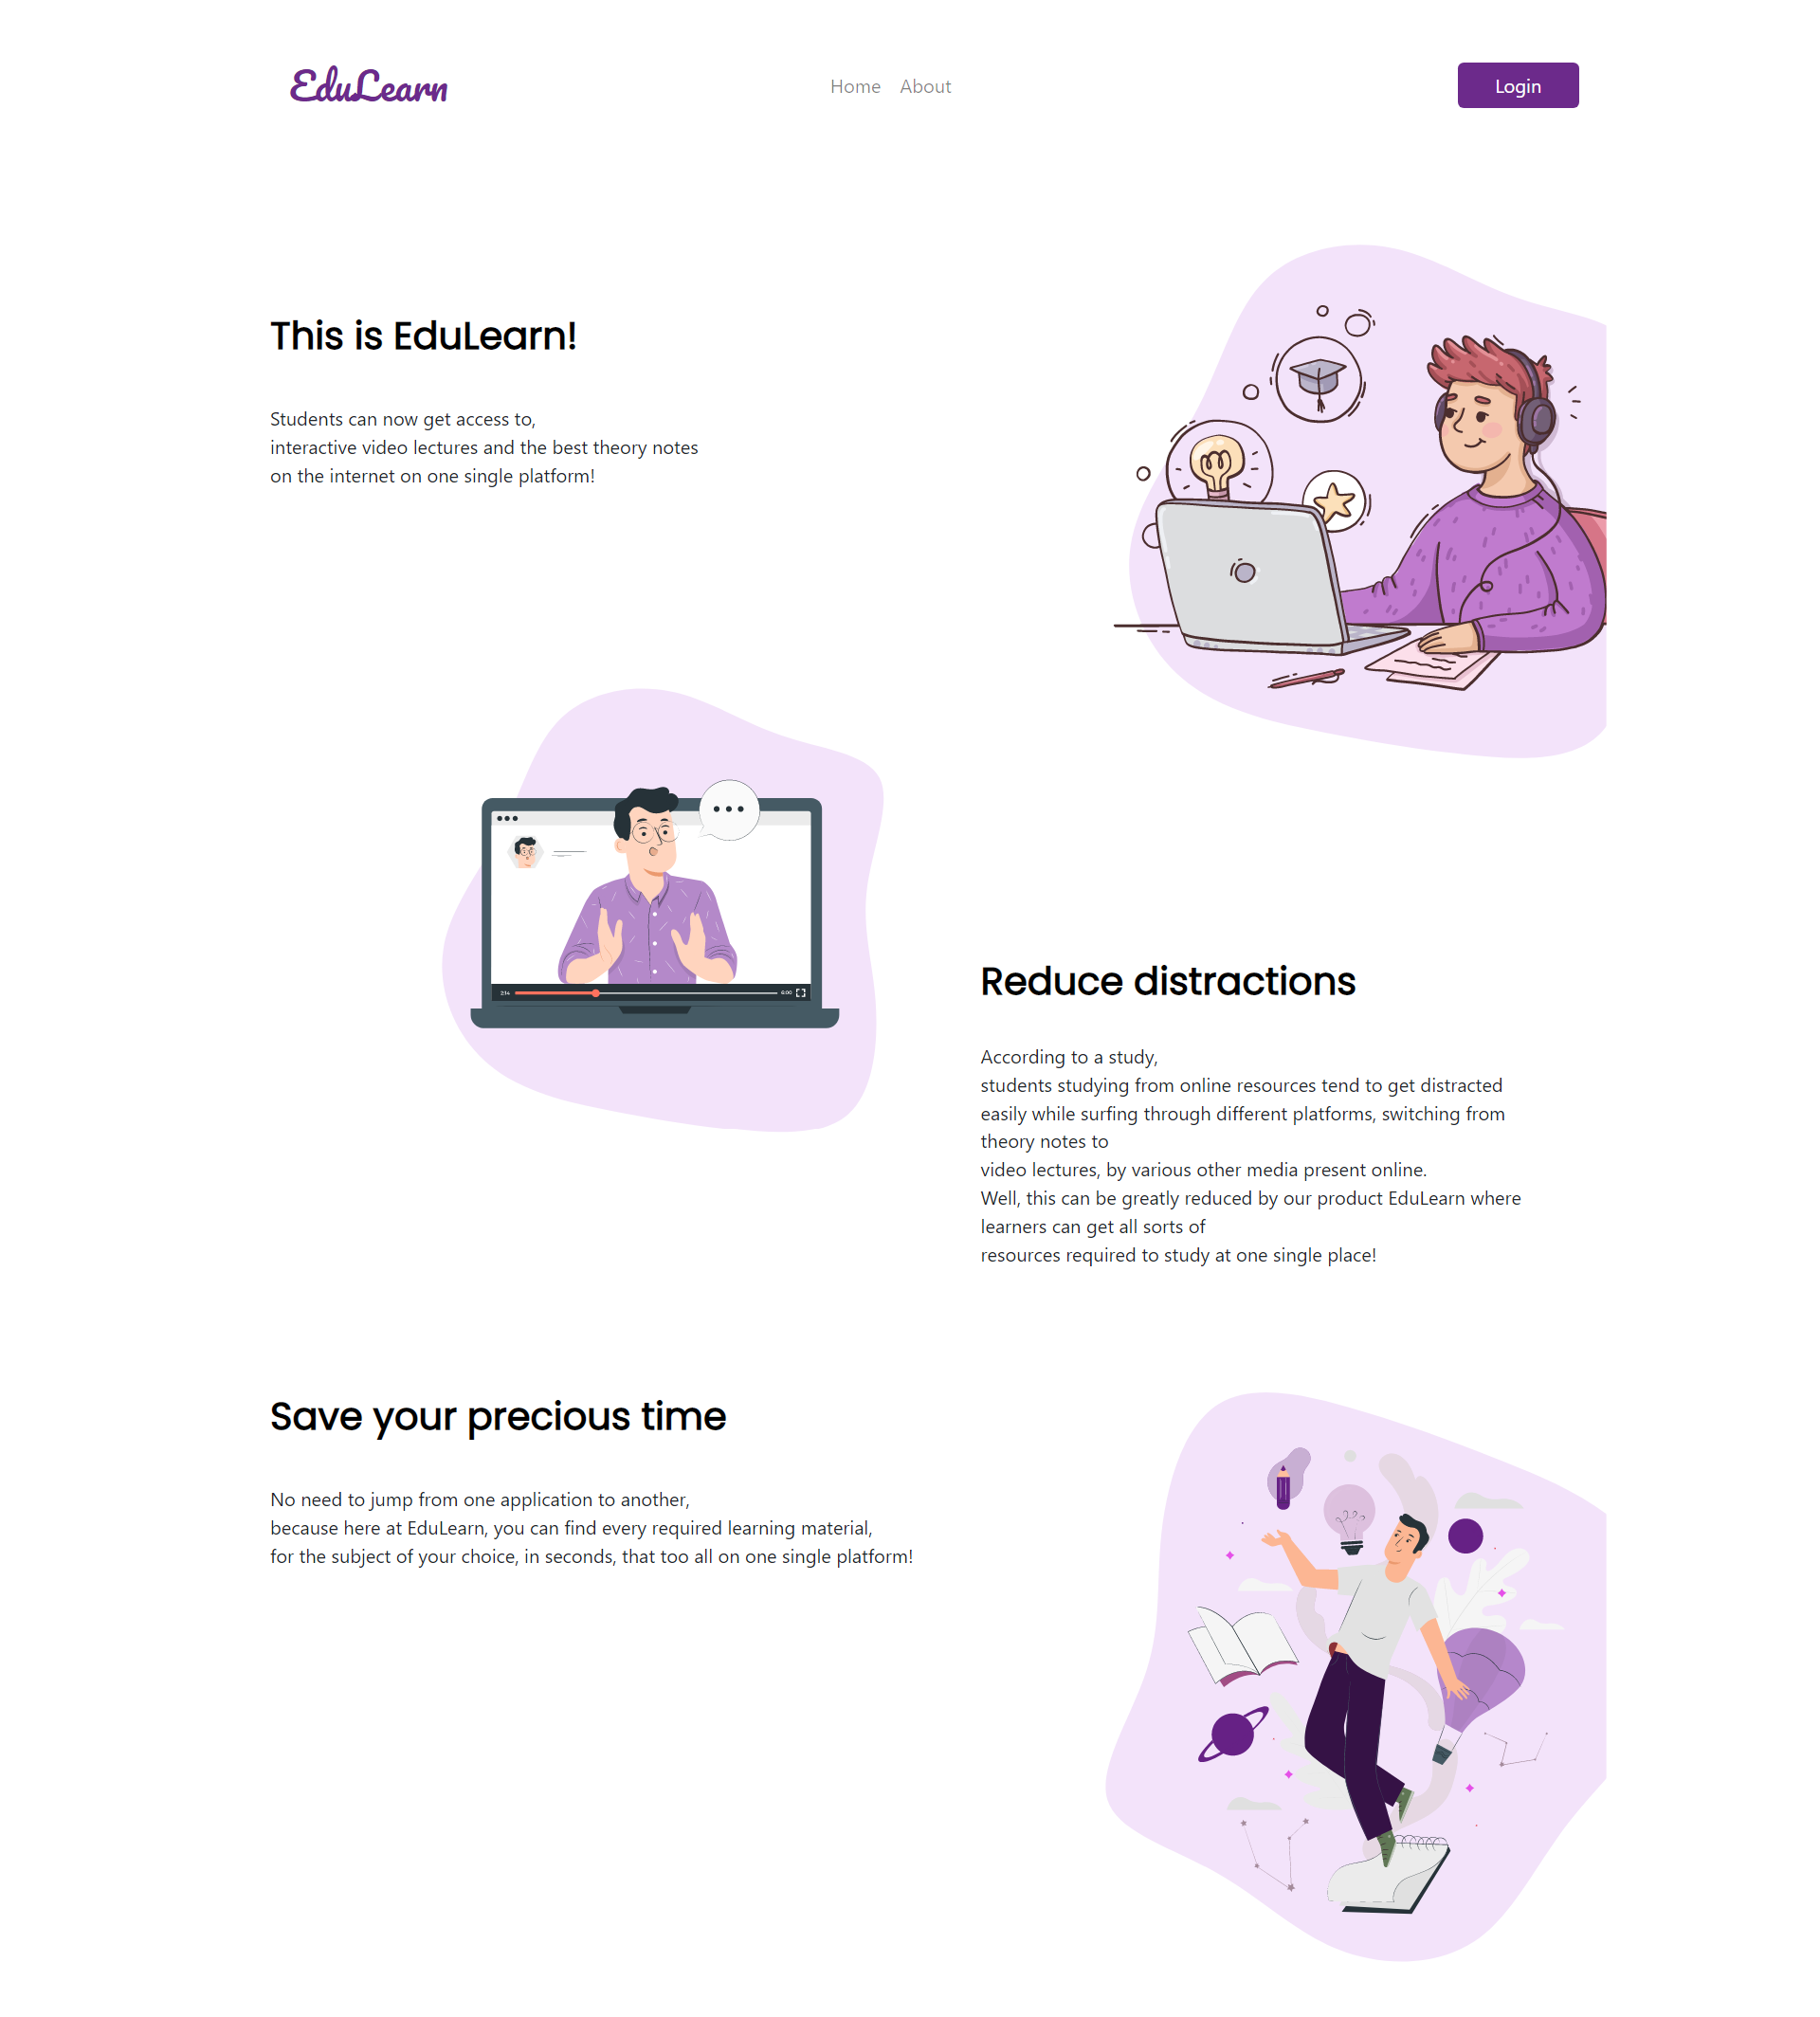 EduLearn
Home About
Login
This is EduLearn!
Students can now get access to,
interactive video lectures and the best theory notes
on the internet on one single platform!
2:14
6:00
Reduce distractions
According to a study,
students studying from online resources tend to get distracted
easily while surfing through different platforms, switching from
theory notes to
video lectures, by various other media present online.
Well, this can be greatly reduced by our product EduLearn where
learners can get all sorts of
resources required to study at one single place!
Save your precious time
No need to jump from one application to another,
because here at EduLearn, you can find every required learning material,
for the subject of your choice, in seconds, that too all on one single platform!